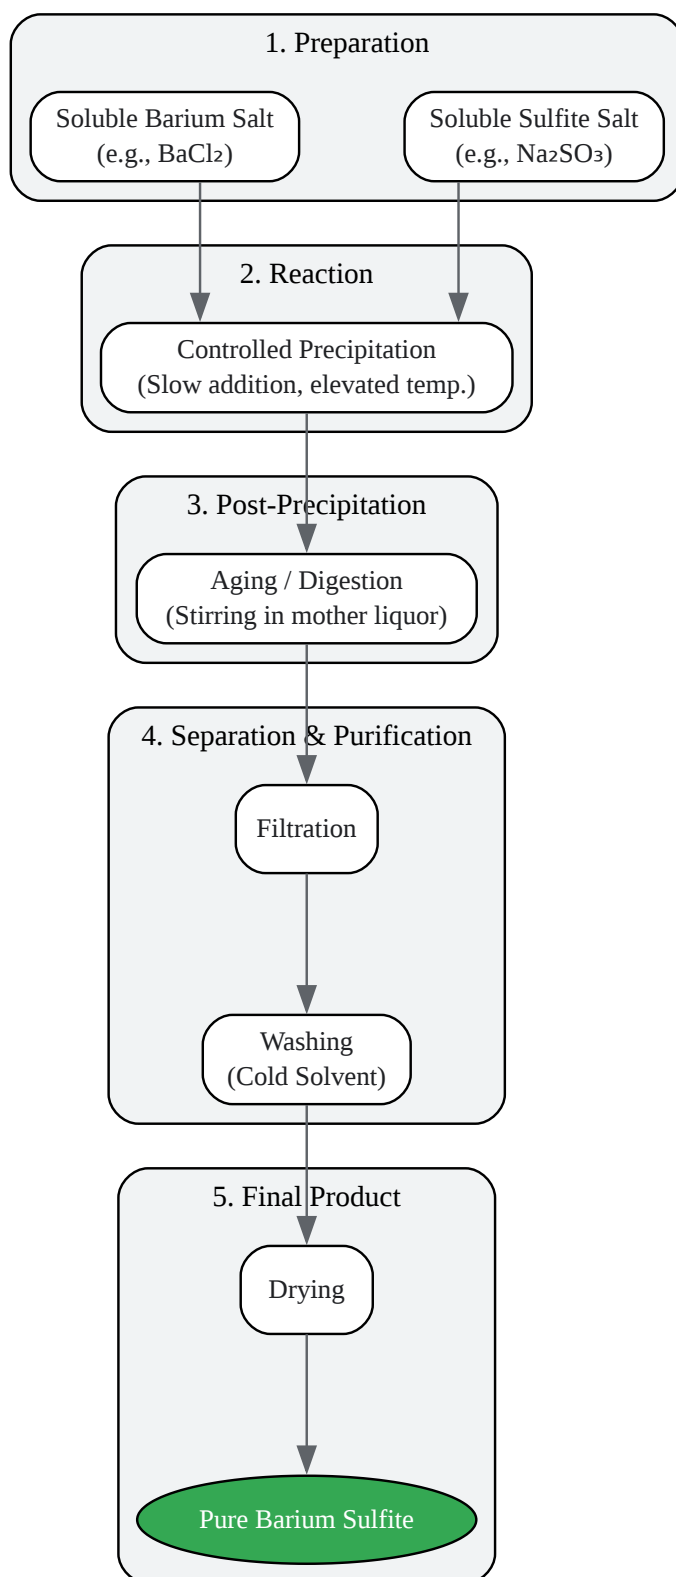 1. Preparation
Soluble Barium Salt
(e.g., BaCl₂)
Soluble Sulfite Salt
(e.g., Na₂SO₃)
2. Reaction
Controlled Precipitation
(Slow addition, elevated temp.)
3. Post-Precipitation
Aging / Digestion
(Stirring in mother liquor)
4. Separation & Purification
Filtration
Washing
(Cold Solvent)
5. Final Product
Drying
Pure Barium Sulfite